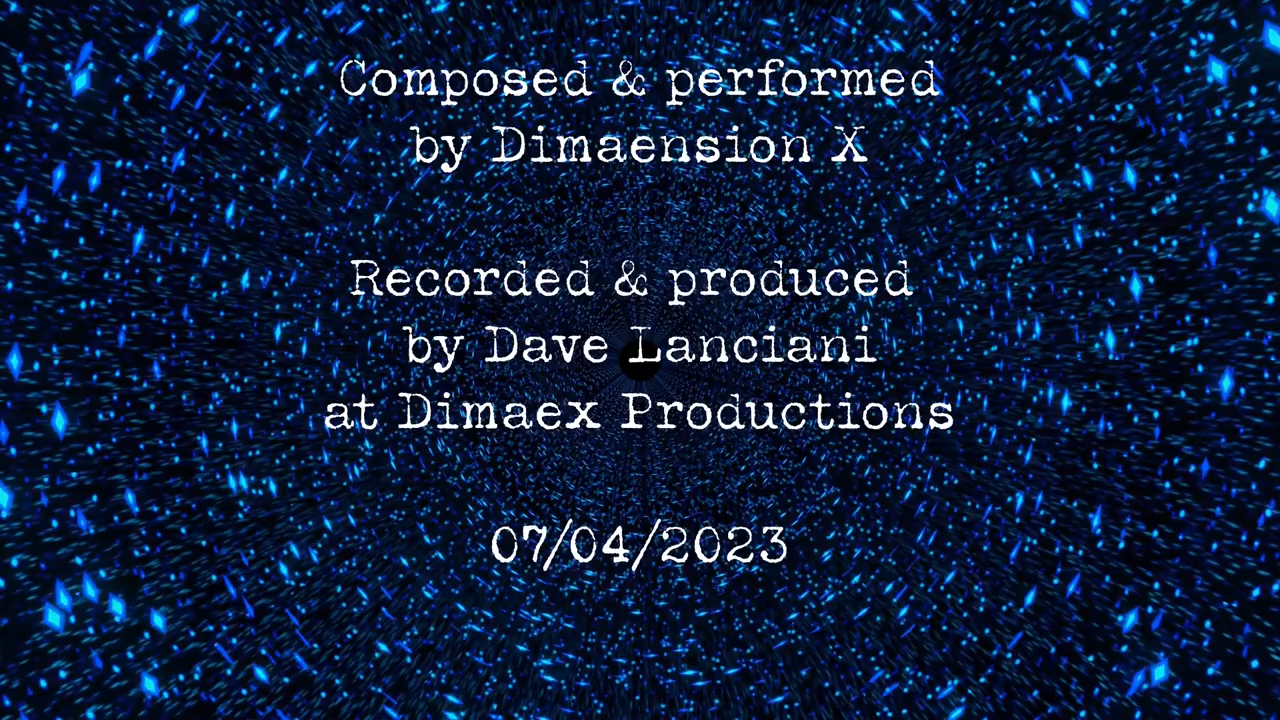 Composed & performed
by Dimaension X
Recorded & produced
by Dave Lanciani
at Dimaex Productions
07/04/2023